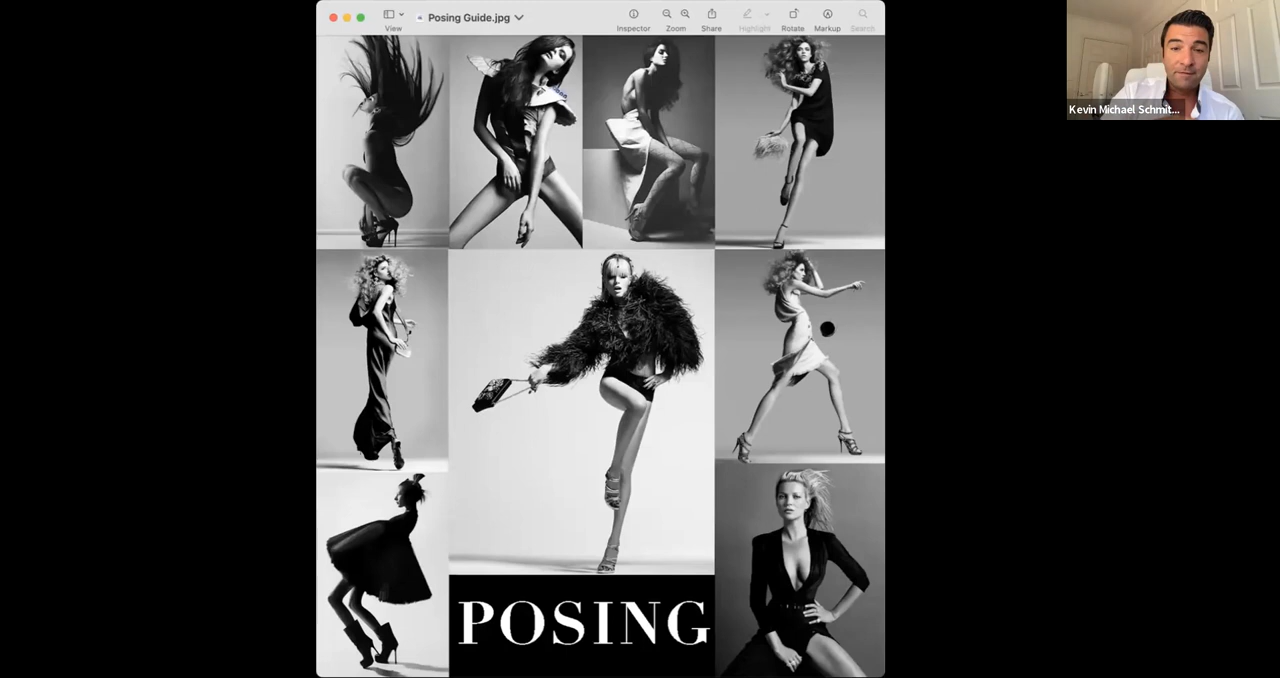 Posing Guide.jpg
View
Inspector
Zoom
Share
Highlight
Rotate
Markup
Search
Kevin Michael Schmit...
POSING